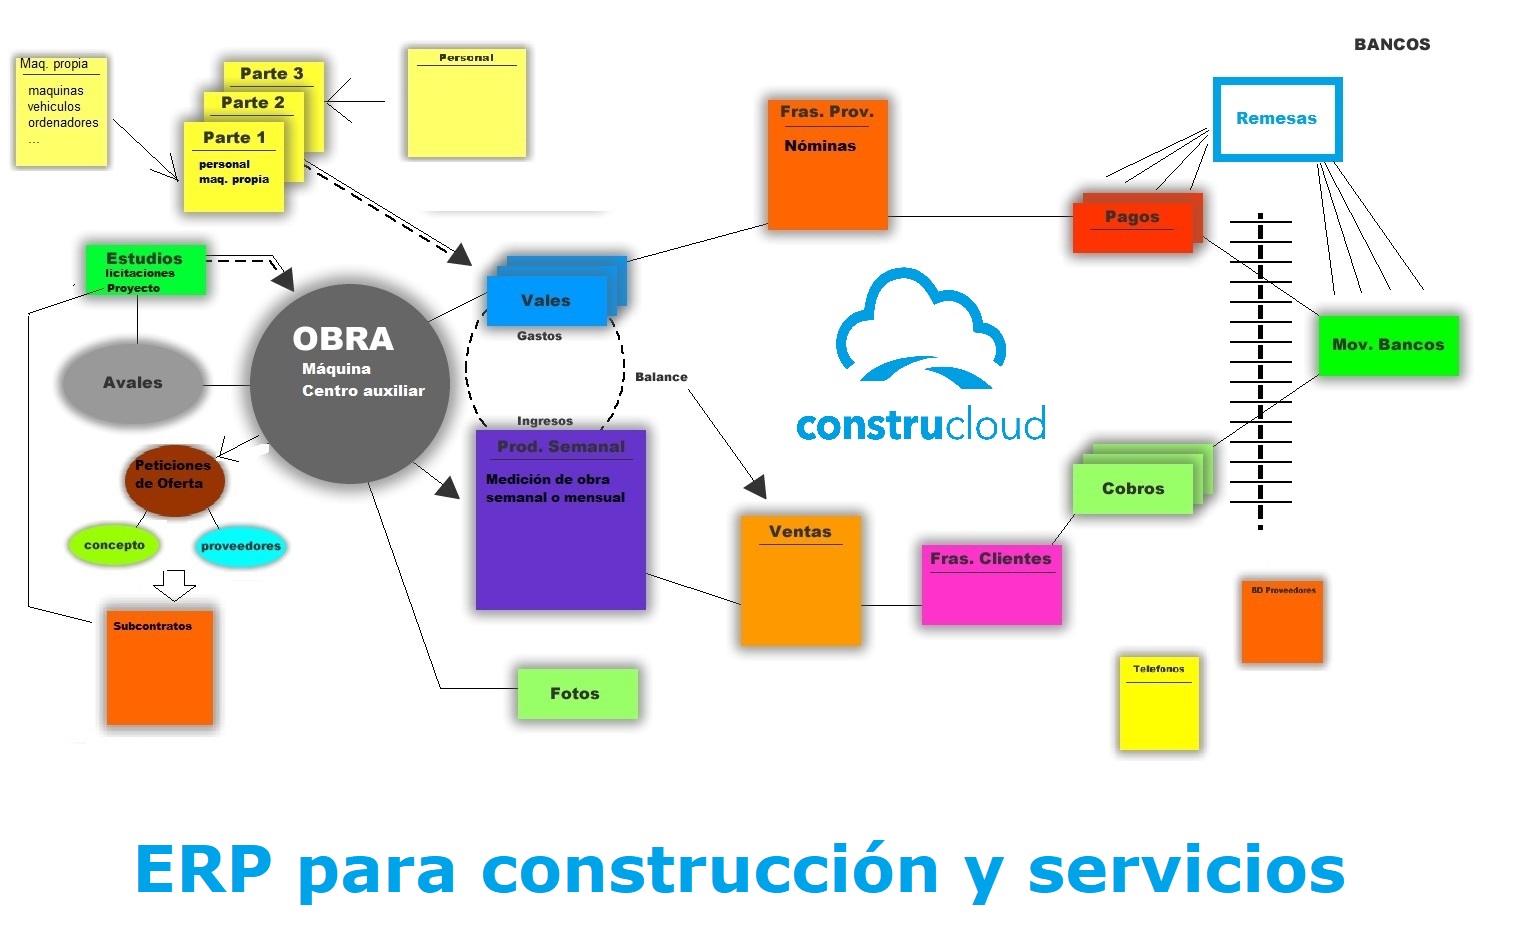 BANCOS
Maq. propia
maquinas
vehiculos
ordenadores
...
Parte 3
Parte 2
Parte 1
personal
maq. propia
Personal
Fras. Prov.
Nóminas
Remesas
Pagos
Estudios
licitaciones
Proyecto
Vales
Gastos
OBRA
Máquina
Centro auxiliar
Avales
Balance
Mov. Bancos
construcloud
Ingresos
Prod. Semanal
Medición de obra
semanal o mensual
Peticiones
de Oferta
concepto
proveedores
Cobros
Ventas
Fras. Clientes
BD Proveedores
Subcontratos
Telefonos
Fotos
ERP para construcción y servicios